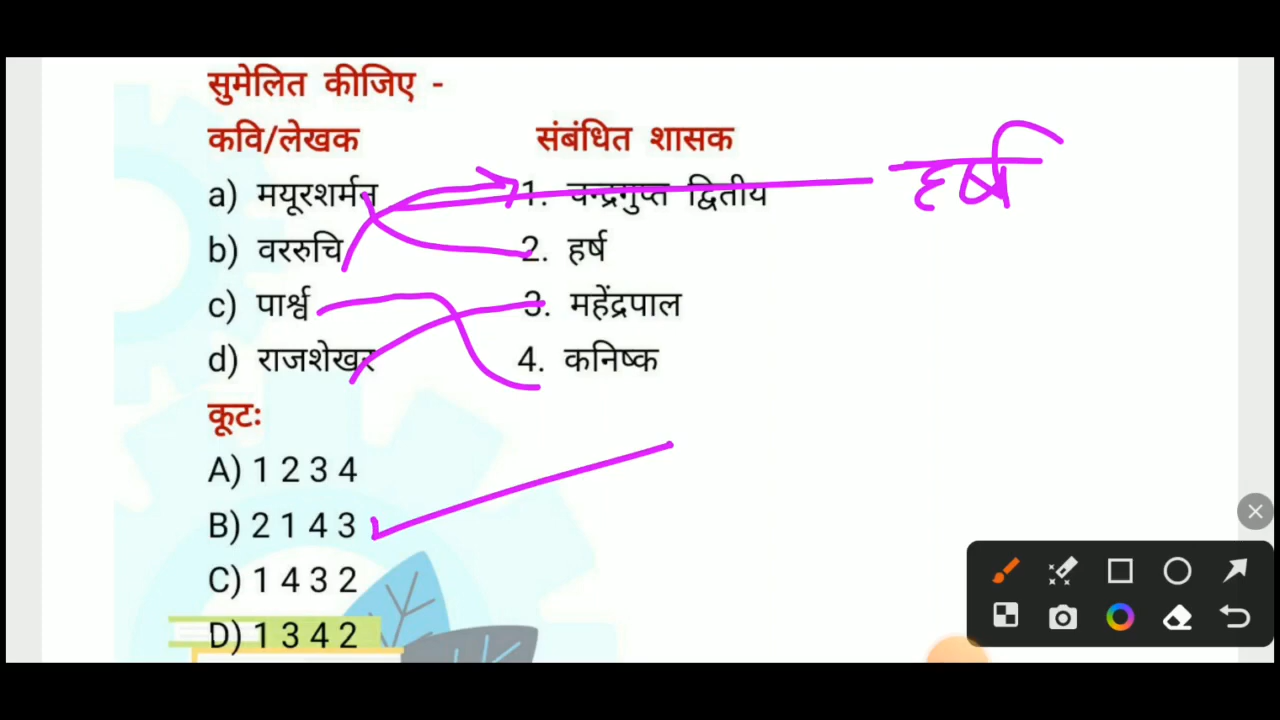 सुमेलित कीजिए -
कवि/लेखक संबंधित शासक
a) मयूरशर्मन 1. चन्द्रगुप्त द्वितीय हर्ष
b) वररुचि 2. हर्ष
c) पार्श्व 3. महेंद्रपाल
d) राजशेखर 4. कनिष्क
कूटः
A) 1 2 3 4
B) 2 1 4 3
C) 1 4 3 2
D) 1 3 4 2